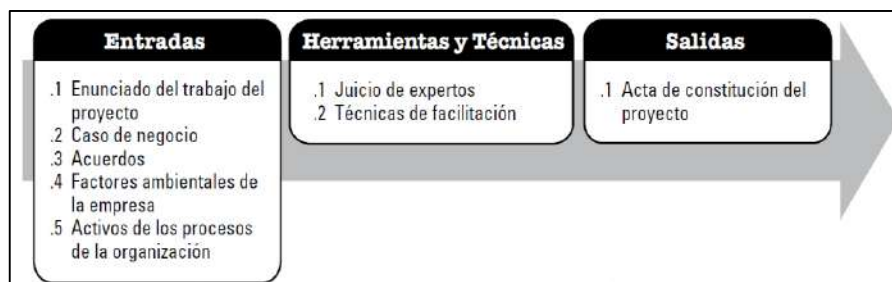 Entradas
.1 Enunciado del trabajo del
proyecto
.2 Caso de negocio
.3 Acuerdos
.4 Factores ambientales de
la empresa
.5 Activos de los procesos
de la organización
Herramientas y Técnicas
.1 Juicio de expertos
.2 Técnicas de facilitación
Salidas
.1 Acta de constitución del
proyecto